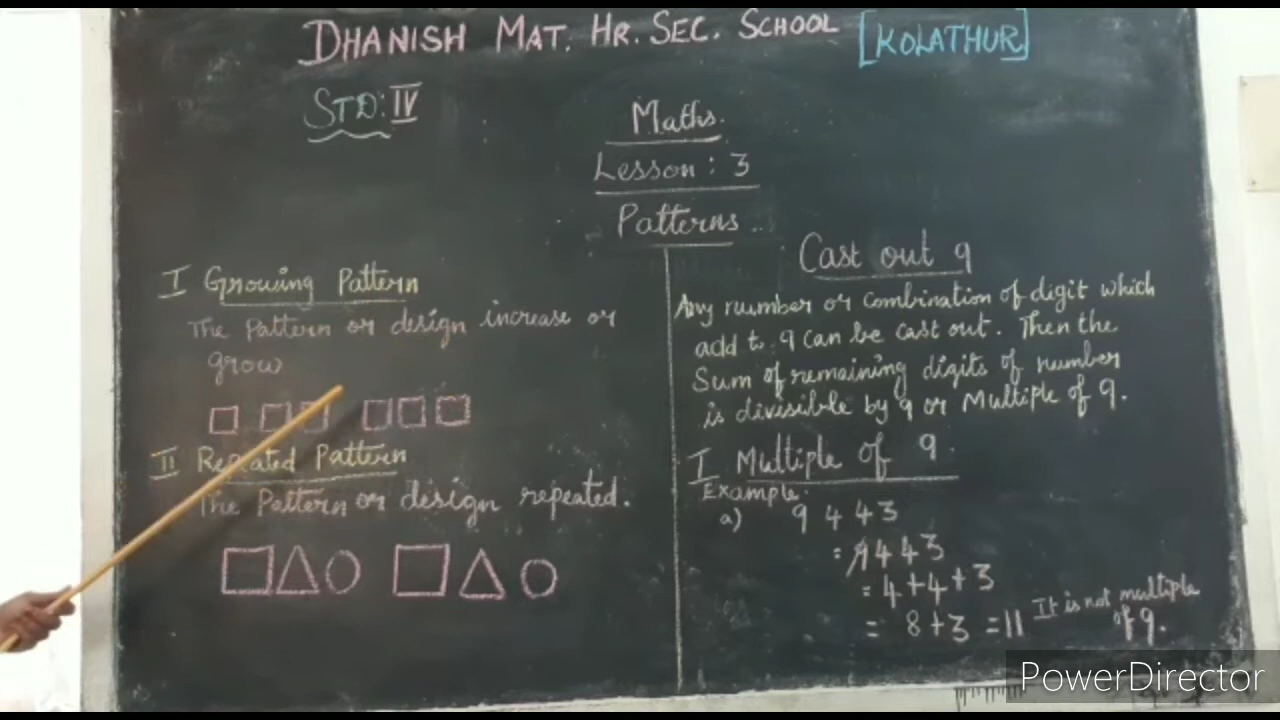 DHANISH MAT. HR. SEC. SCHOOL [KOLATHUR]
STD: IV
Maths.
Lesson : 3
Patterns
I Growing Pattern
The Pattern or design increase or
grow
II Repeated Pattern
The Pattern or design repeated.
Cast out 9
Any number or combination of digit which
add to 9 can be cast out. Then the
Sum of remaining digits of number
is divisible by 9 or Multiple of 9.
I Multiple of 9.
Example:
a) 9 4 4 3
= 9 4 4 3
= 4+4+3
= 8+3 =11 It is not multiple
of 9.
PowerDirector